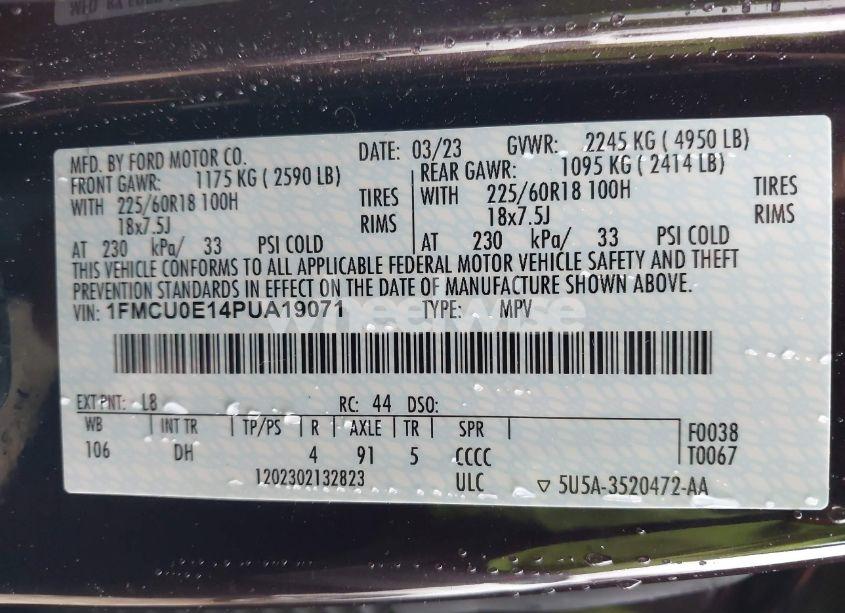 MFD. BY FORD MOTOR CO. DATE: 03/23 GVWR: 2245 KG ( 4950 LB)
FRONT GAWR: 1175 KG ( 2590 LB) REAR GAWR: 1095 KG ( 2414 LB)
WITH 225/60R18 100H TIRES WITH 225/60R18 100H TIRES
18x7.5J RIMS 18x7.5J RIMS
AT 230 kPa/ 33 PSI COLD AT 230 kPa/ 33 PSI COLD
THIS VEHICLE CONFORMS TO ALL APPLICABLE FEDERAL MOTOR VEHICLE SAFETY AND THEFT
PREVENTION STANDARDS IN EFFECT ON THE DATE OF MANUFACTURE SHOWN ABOVE.
VIN: 1FMCU0E14PUA19071 TYPE: MPV
wheelwise
EXT PNT: L8 RC: 44 DSO:
WB INT TR TP/PS R AXLE TR SPR F0038
106 DH 4 91 5 CCCC T0067
1202302132823 ULC ▽ 5U5A-3520472-AA